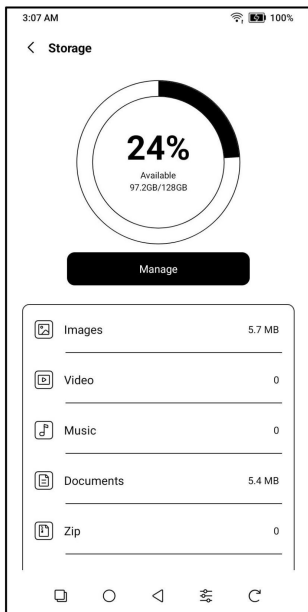 3:07 AM 100%
Storage
24%
Available
97.2GB/128GB
Manage
Images 5.7 MB
Video 0
Music 0
Documents 5.4 MB
Zip 0